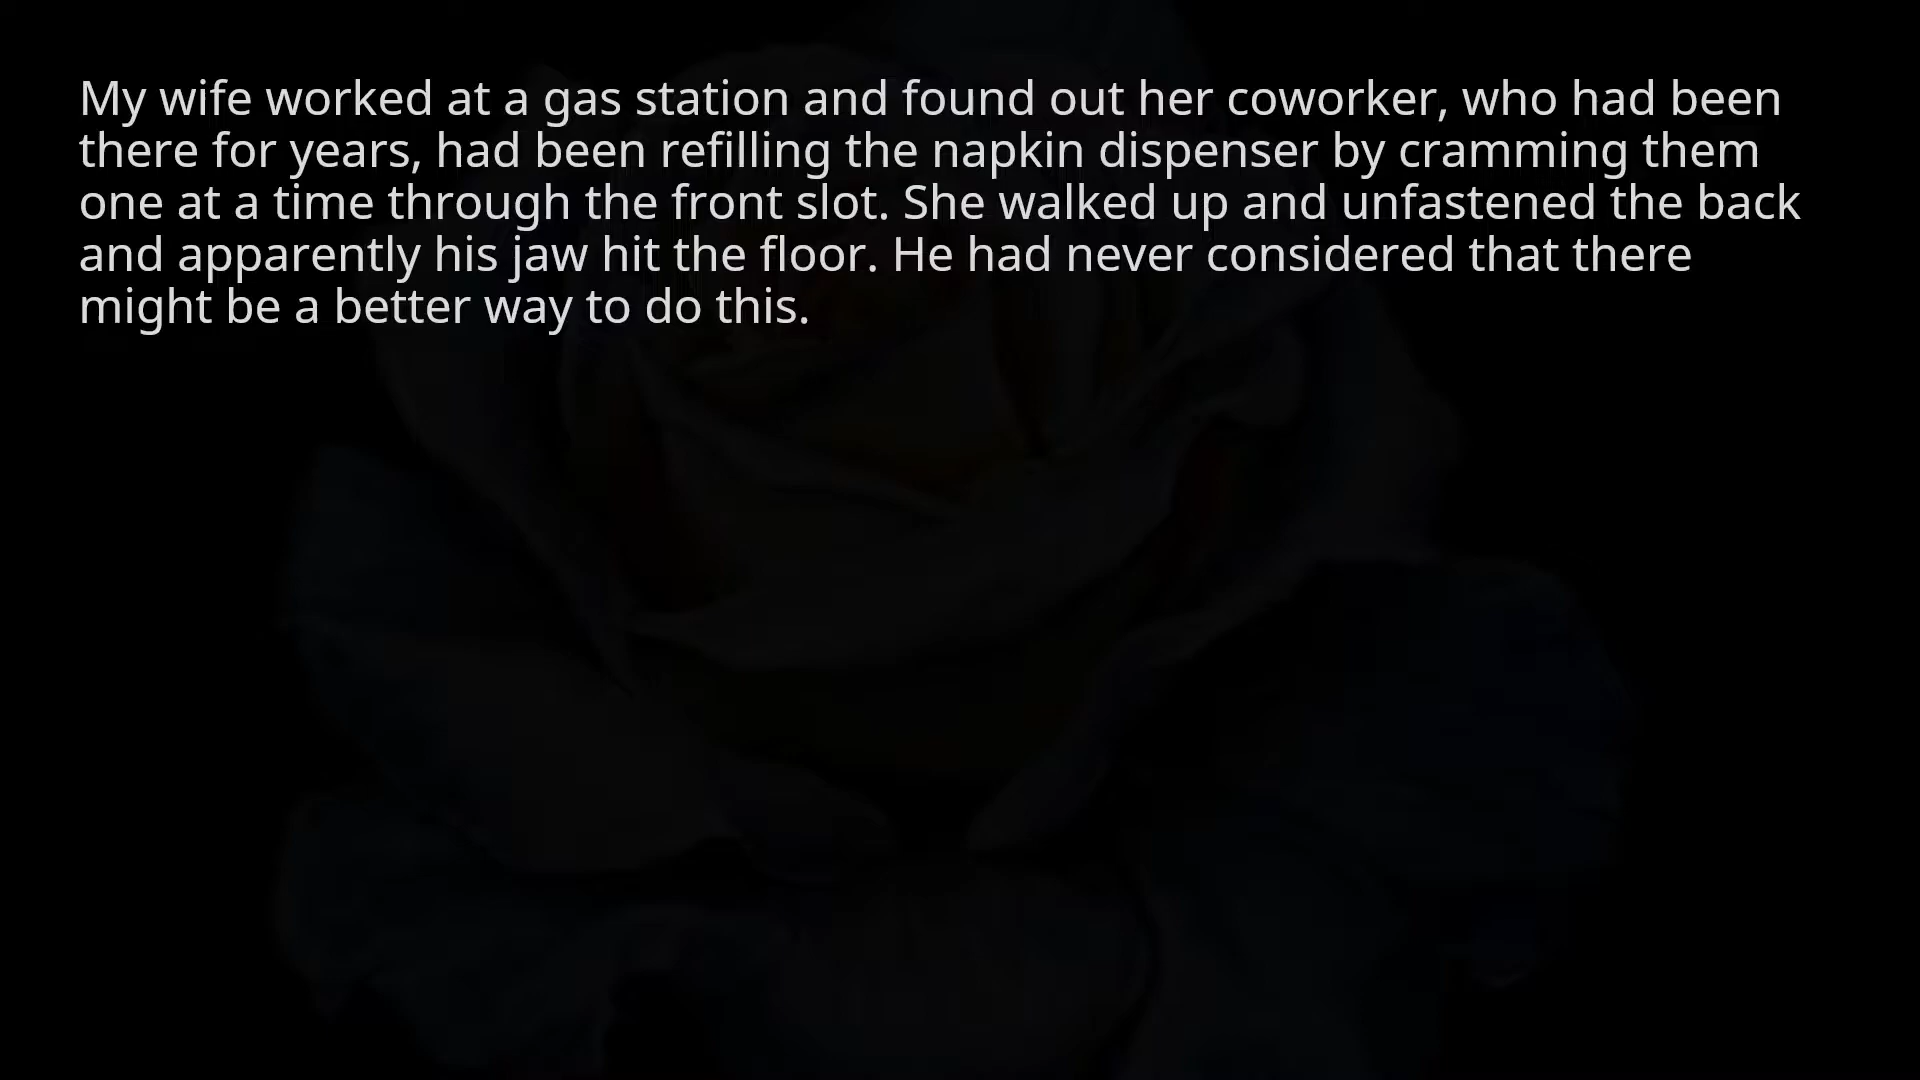 My wife worked at a gas station and found out her coworker, who had been
there for years, had been refilling the napkin dispenser by cramming them
one at a time through the front slot. She walked up and unfastened the back
and apparently his jaw hit the floor. He had never considered that there
might be a better way to do this.